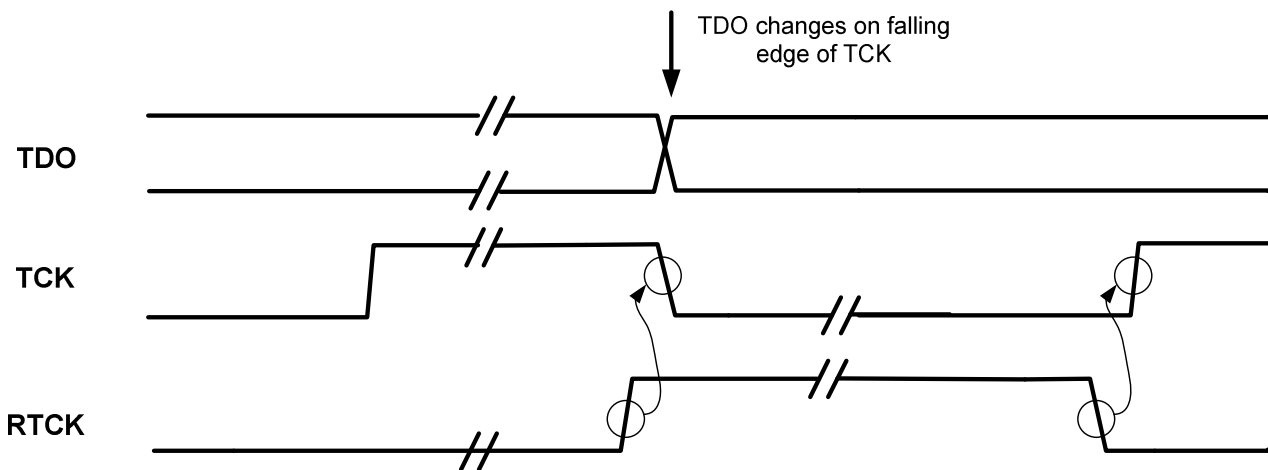 TDO changes on falling
edge of TCK
TDO
TCK
RTCK